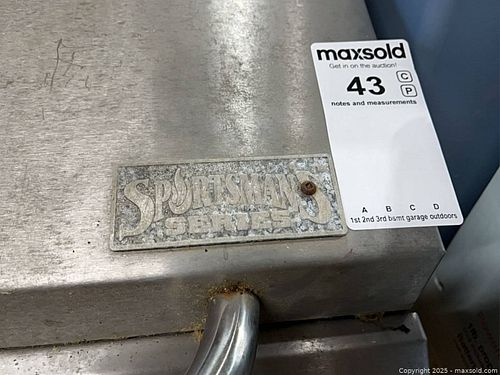 maxsold
Get in on the auction!
43
C
P
notes and measurements
SPORTSMAN'S
SERIES
A B C D
1st 2nd 3rd bsmt garage outdoors
Copyright 2025 - maxsold.com